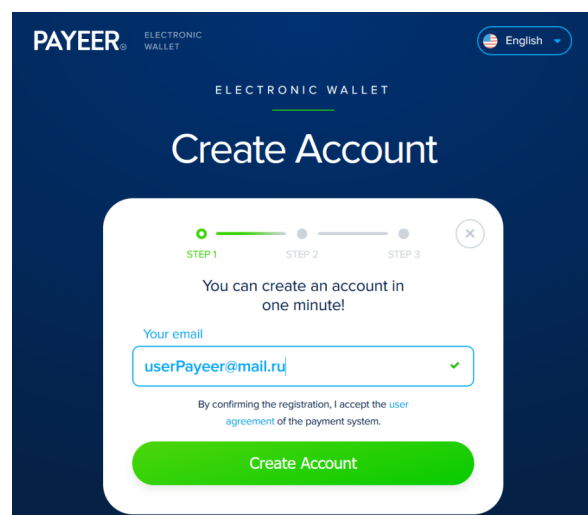 PAYEER®
ELECTRONIC
WALLET
English
ELECTRONIC WALLET
Create Account
STEP 1
STEP 2
STEP 3
You can create an account in
one minute!
Your email
userPayeer@mail.ru
By confirming the registration, I accept the user
agreement of the payment system.
Create Account